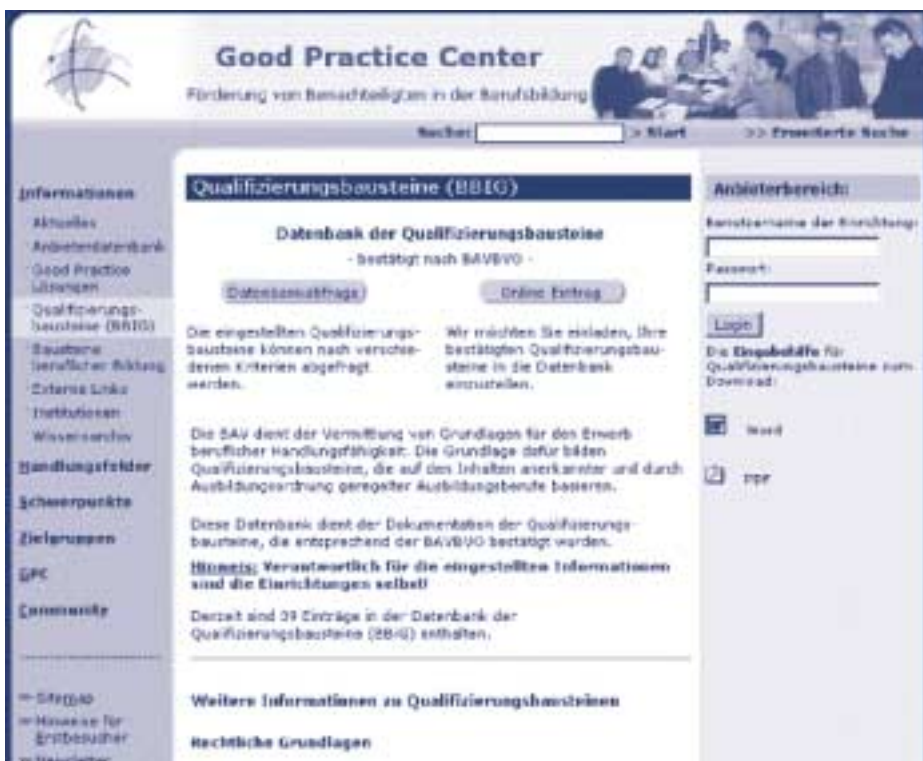 Good Practice Center
Förderung von Benachteiligten in der Berufsbildung
Suche:
> Start
>> Erweiterte Suche
Informationen
Aktuelles
Anbieterdatenbank
Good Practice
Lösungen
Qualifizierungs-
bausteine (BBIG)
Bausteine
beruflicher Bildung
Externe Links
Institutionen
Wissensarchiv
Handlungsfelder
Schwerpunkte
Zielgruppen
GPC
Community
Sitemap
Hinweise für
Erstbesucher
Newsletter
Qualifizierungsbausteine (BBIG)
Datenbank der Qualifizierungsbausteine
- bestätigt nach BAVBVO -
Datenbankabfrage
Online Eintrag
Die eingestellten Qualifizierungs-
bausteine können nach verschie-
denen Kriterien abgefragt
werden.
Wir möchten Sie einladen, Ihre
bestätigten Qualifizierungsbau-
steine in die Datenbank
einzustellen.
Die BAV dient der Vermittlung von Grundlagen für den Erwerb
beruflicher Handlungsfähigkeit. Die Grundlage dafür bilden
Qualifizierungsbausteine, die auf den Inhalten anerkannter und durch
Ausbildungsordnung geregelter Ausbildungsberufe basieren.
Diese Datenbank dient der Dokumentation der Qualifizierungs-
bausteine, die entsprechend der BAVBVO bestätigt wurden.
Hinweis: Verantwortlich für die eingestellten Informationen
sind die Einrichtungen selbst!
Derzeit sind 39 Einträge in der Datenbank der
Qualifizierungsbausteine (BBiG) enthalten.
Weitere Informationen zu Qualifizierungsbausteinen
Rechtliche Grundlagen
Anbieterbereich:
Benutzername der Einrichtung:
Passwort:
Login
Die Eingabehilfe für
Qualifizierungsbausteine zum
Download:
Word
PDF